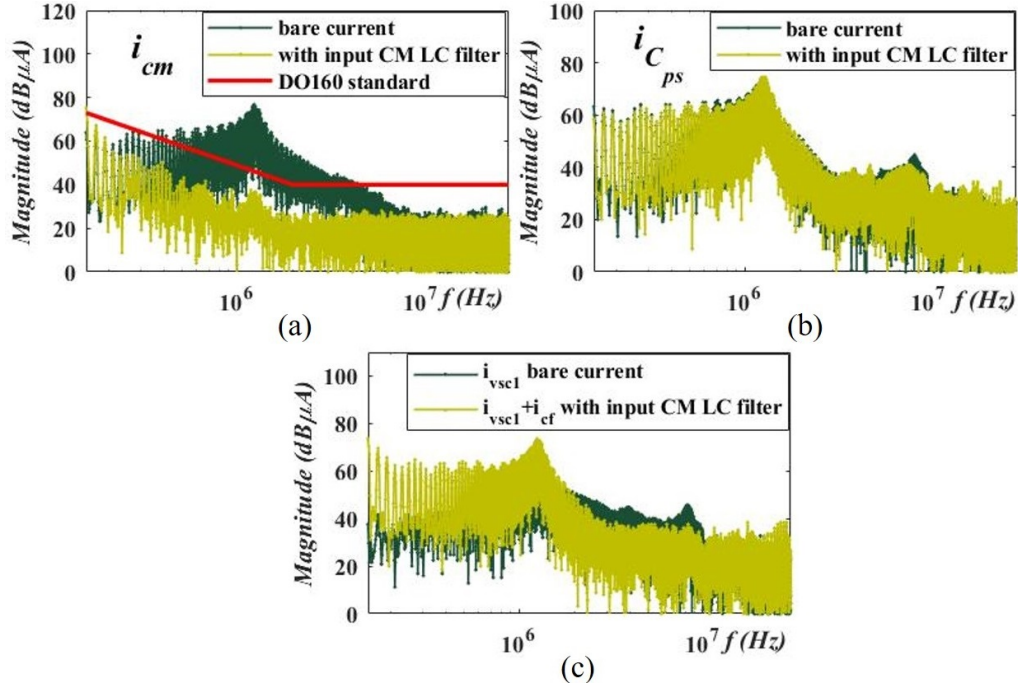 120
100
80
60
40
20
0
Magnitude (dBµA)
i_cm
bare current
with input CM LC filter
DO160 standard
10^6
10^7 f (Hz)
(a)
100
80
60
40
20
0
Magnitude (dBµA)
i_C_ps
bare current
with input CM LC filter
10^6
10^7 f (Hz)
(b)
100
80
60
40
20
0
Magnitude (dBµA)
i_vsc1 bare current
i_vsc1+i_cf with input CM LC filter
10^6
10^7 f (Hz)
(c)